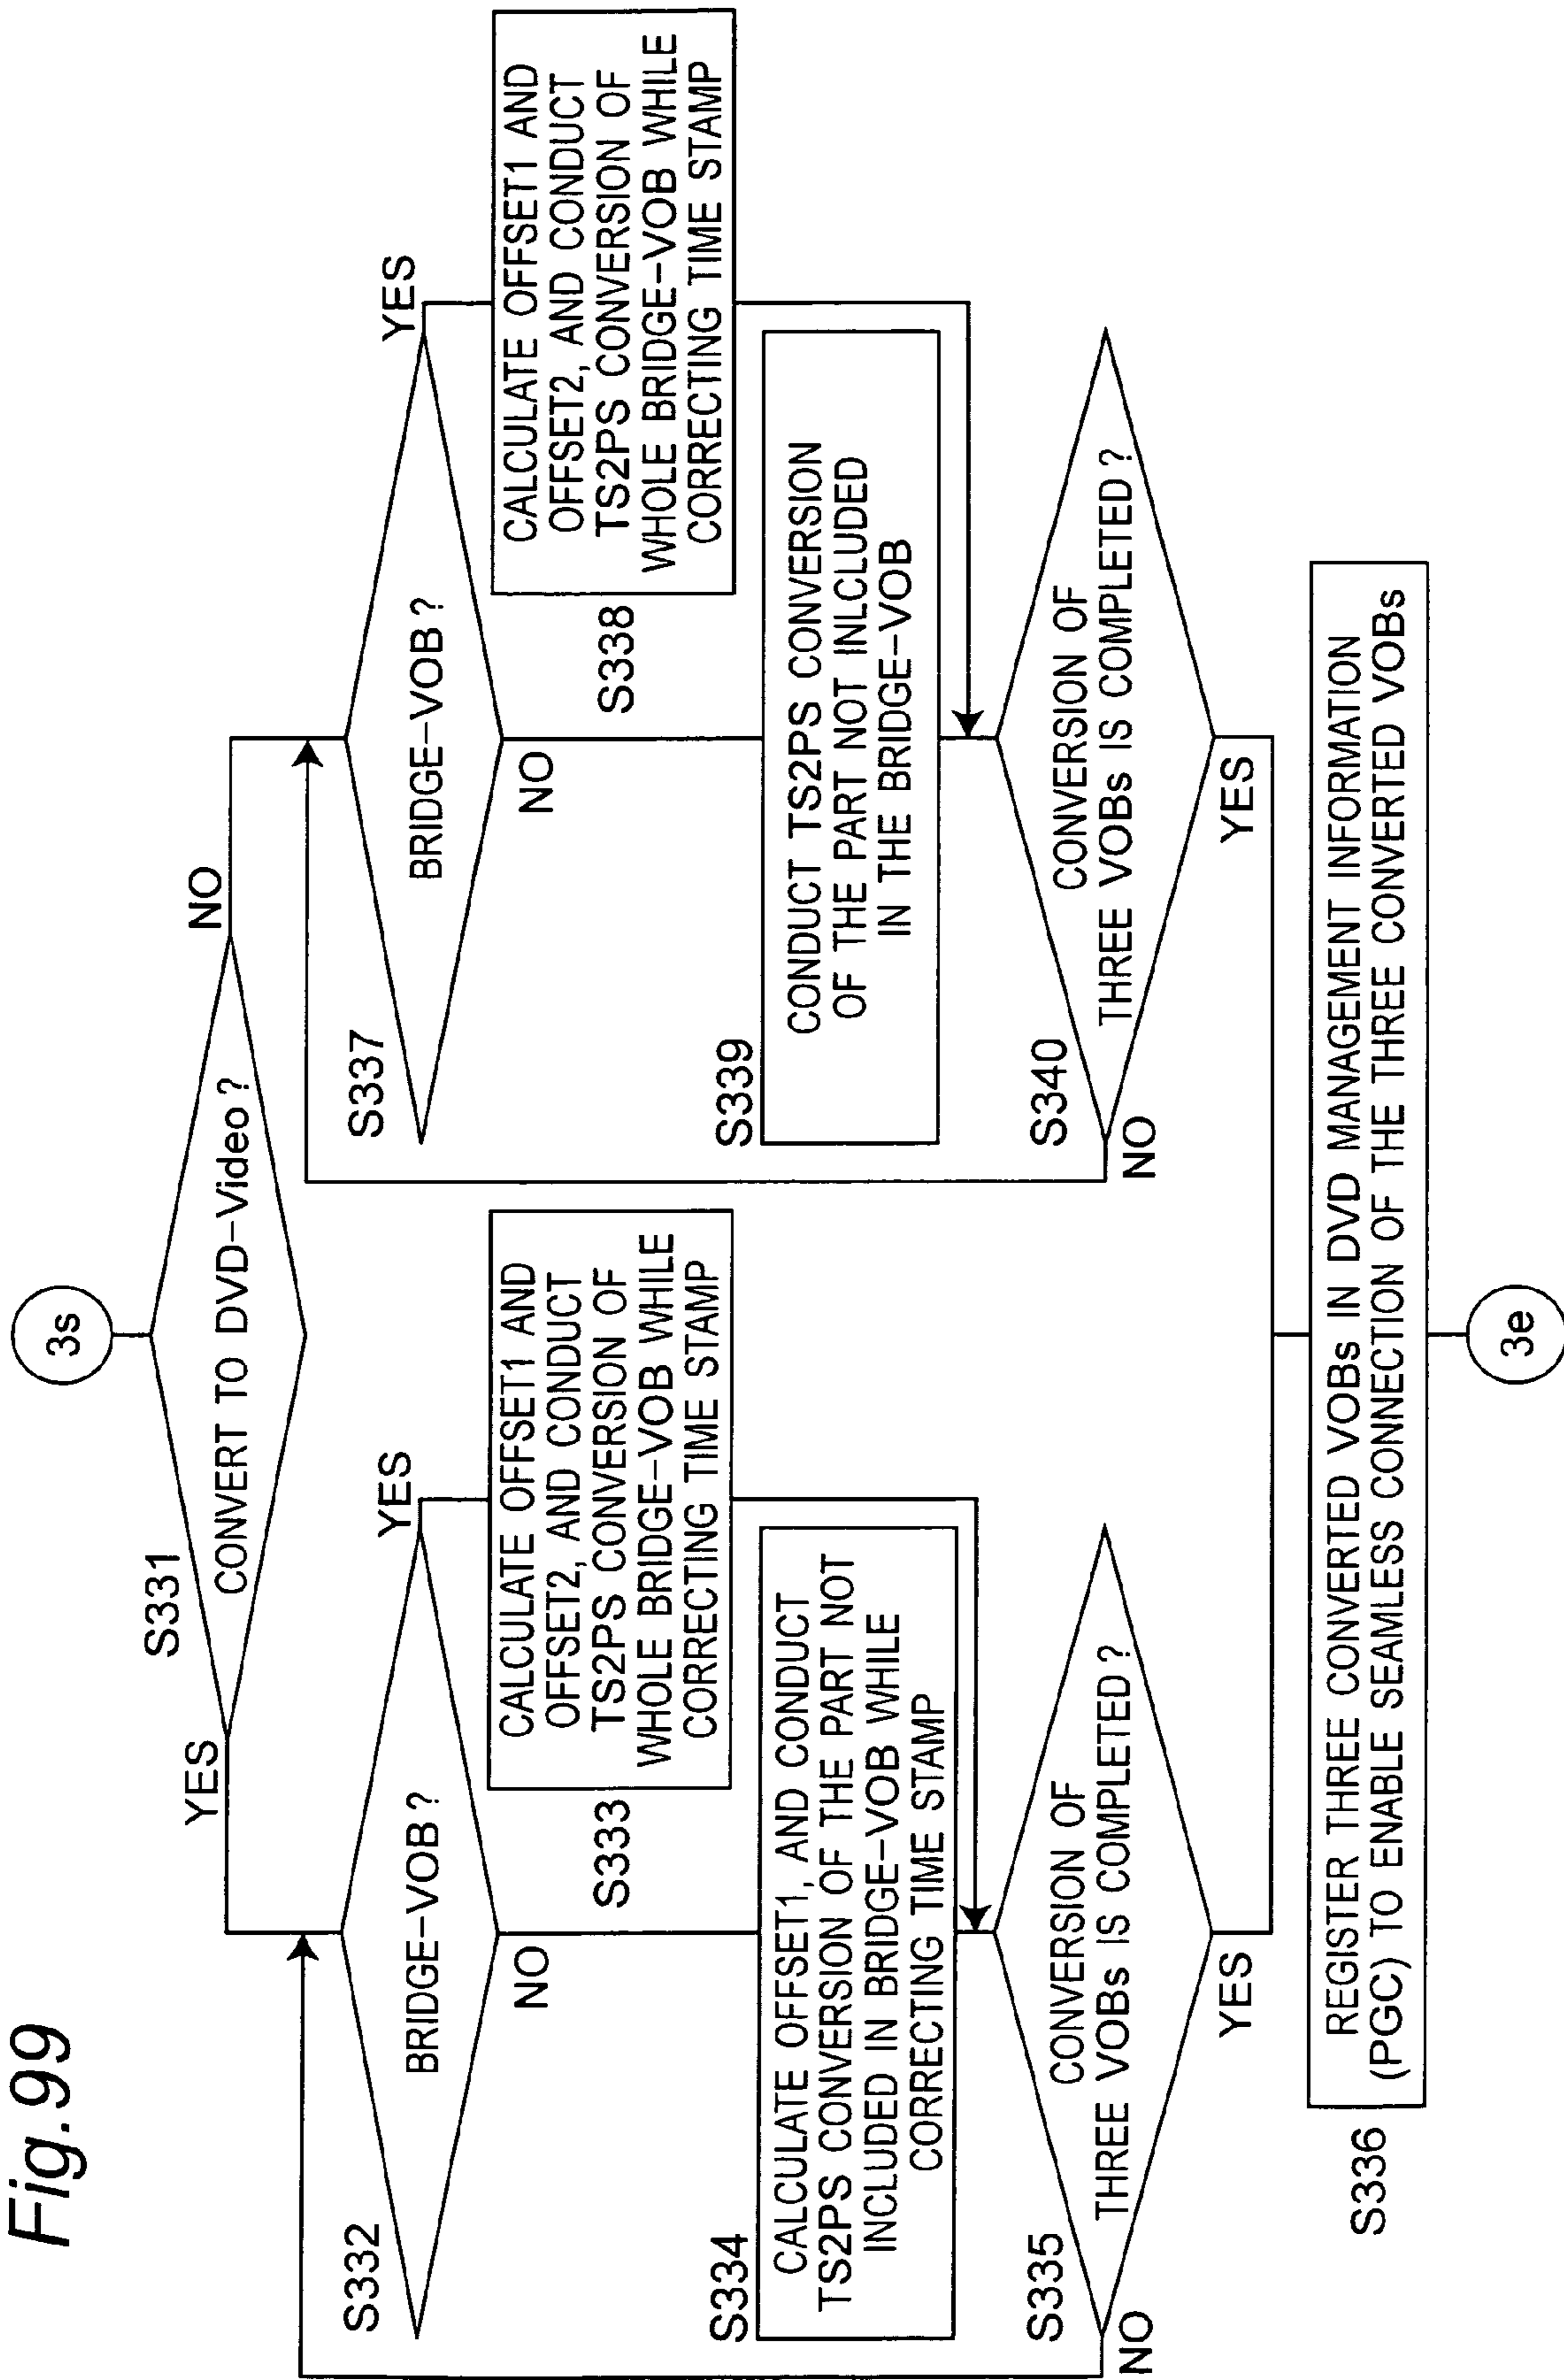 Fig.99
3s
S331
CONVERT TO DVD-Video ?
YES
NO
S332
BRIDGE-VOB ?
YES
NO
S333
CALCULATE OFFSET1 AND
OFFSET2, AND CONDUCT
TS2PS CONVERSION OF
WHOLE BRIDGE-VOB WHILE
CORRECTING TIME STAMP
S334
CALCULATE OFFSET1, AND CONDUCT
TS2PS CONVERSION OF THE PART NOT
INCLUDED IN BRIDGE-VOB WHILE
CORRECTING TIME STAMP
S335
CONVERSION OF
THREE VOBs IS COMPLETED ?
NO
YES
S337
BRIDGE-VOB ?
YES
NO
S338
CALCULATE OFFSET1 AND
OFFSET2, AND CONDUCT
TS2PS CONVERSION OF
WHOLE BRIDGE-VOB WHILE
CORRECTING TIME STAMP
S339
CONDUCT TS2PS CONVERSION
OF THE PART NOT INLCLUDED
IN THE BRIDGE-VOB
S340
CONVERSION OF
THREE VOBs IS COMPLETED ?
NO
YES
S336
REGISTER THREE CONVERTED VOBs IN DVD MANAGEMENT INFORMATION
(PGC) TO ENABLE SEAMLESS CONNECTION OF THE THREE CONVERTED VOBs
3e